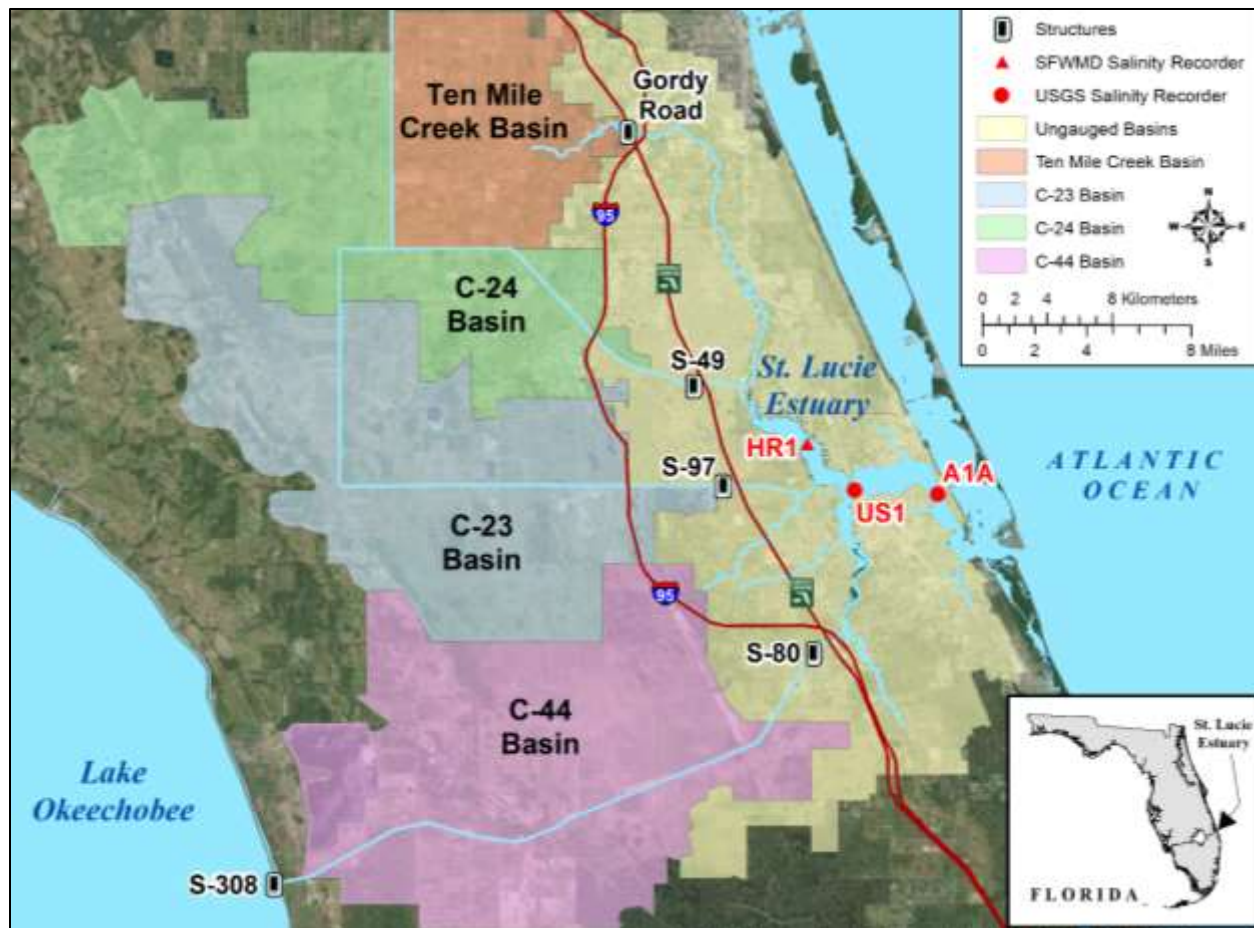 Ten Mile
Creek Basin
Gordy
Road
95
C-24
Basin
S-49
St. Lucie
Estuary
HR1
S-97
A1A
US1
ATLANTIC
OCEAN
C-23
Basin
95
S-80
C-44
Basin
Lake
Okeechobee
S-308
Structures
SFWMD Salinity Recorder
USGS Salinity Recorder
Ungauged Basins
Ten Mile Creek Basin
C-23 Basin
C-24 Basin
C-44 Basin
N
W
E
S
0 2 4 8 Kilometers
0 2 4 8 Miles
St. Lucie
Estuary
FLORIDA